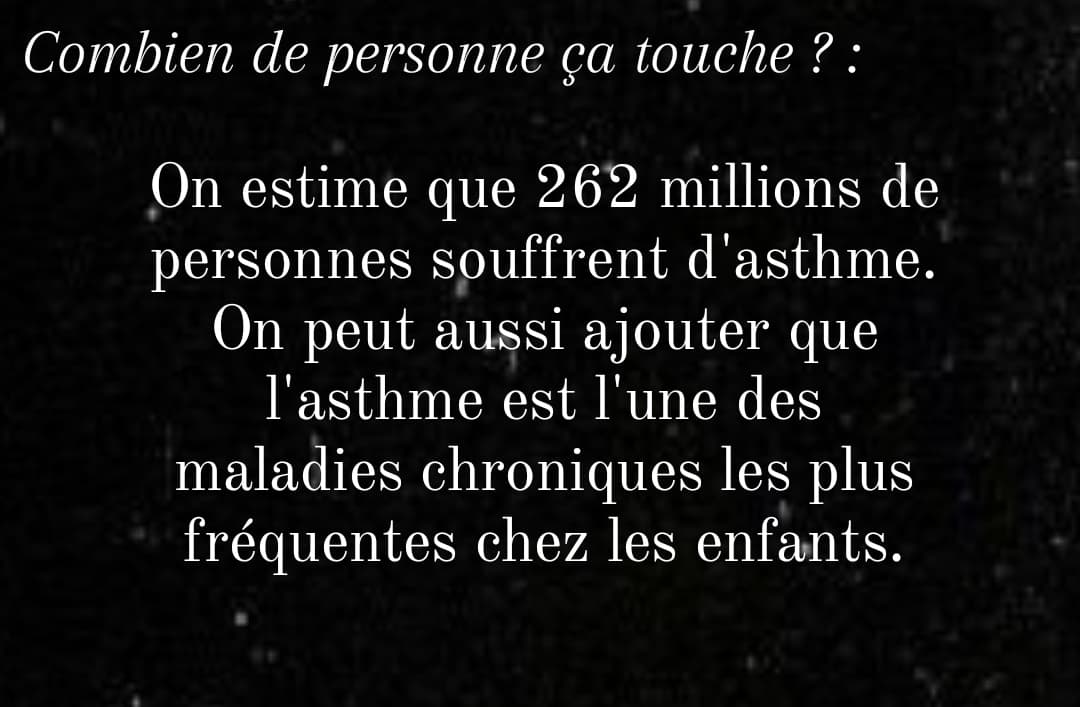 Combien de personne ça touche ? :
On estime que 262 millions de
personnes souffrent d'asthme.
On peut aussi ajouter que
l'asthme est l'une des
maladies chroniques les plus
fréquentes chez les enfants.